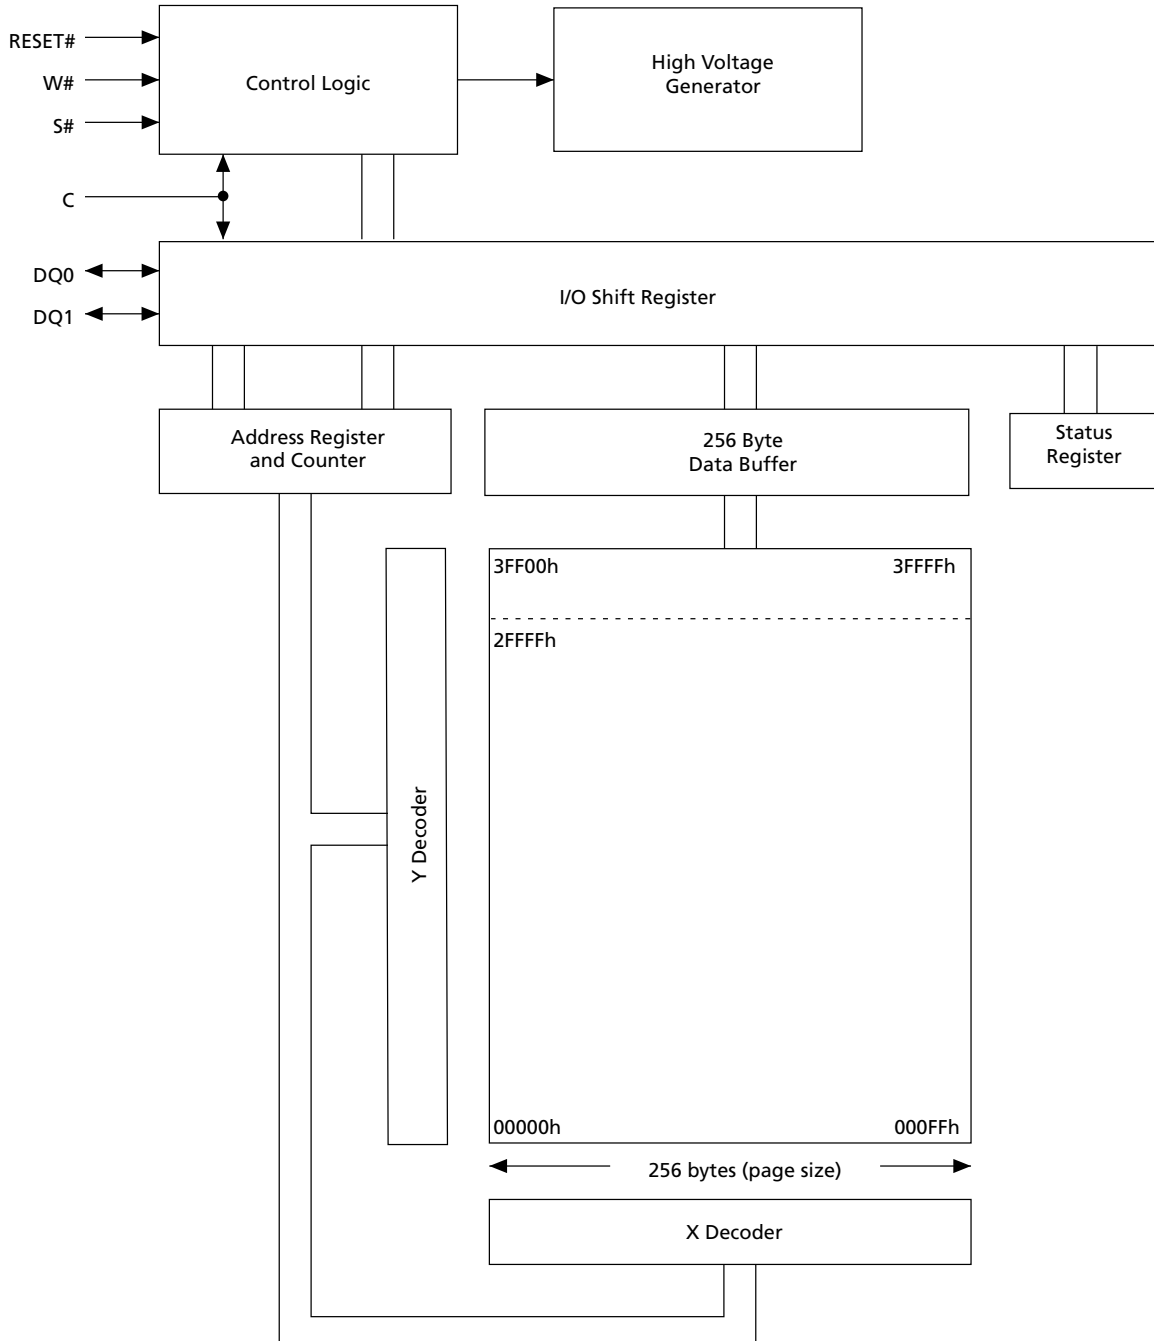 RESET#
W#
S#
C
Control Logic
High Voltage
Generator
DQ0
DQ1
I/O Shift Register
Address Register
and Counter
256 Byte
Data Buffer
Status
Register
3FF00h
3FFFFh
2FFFFh
Y Decoder
00000h
000FFh
256 bytes (page size)
X Decoder